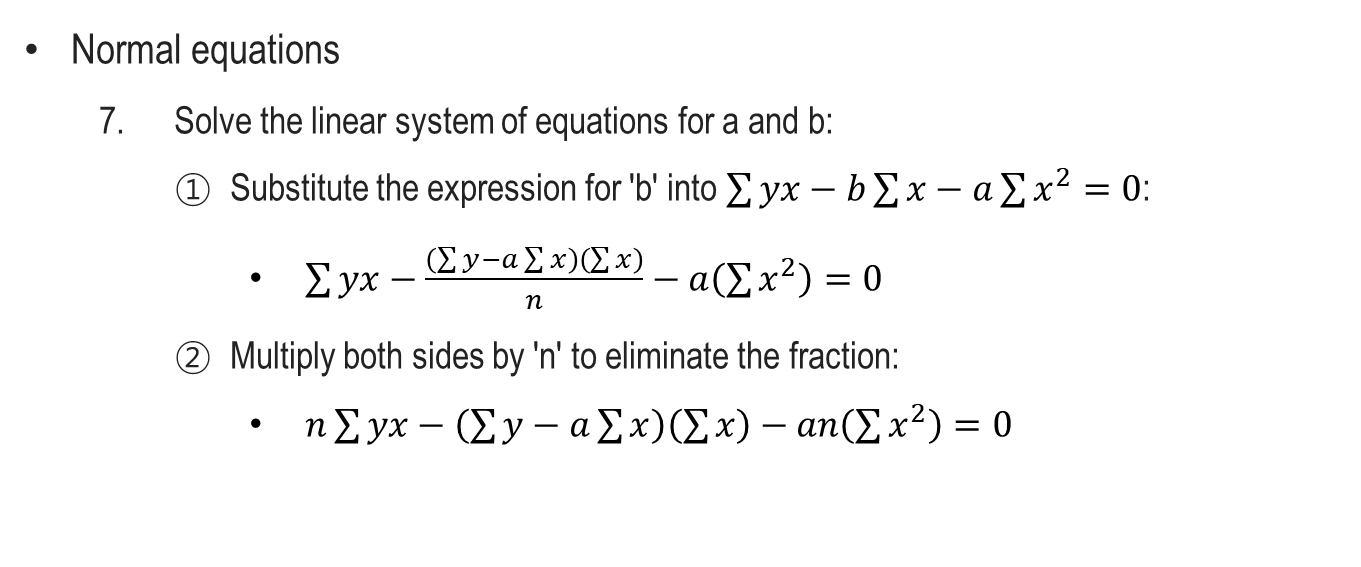 • Normal equations
7. Solve the linear system of equations for a and b:
① Substitute the expression for 'b' into ∑ yx − b ∑ x − a ∑ x² = 0:
• ∑ yx − (∑ y−a ∑ x)(∑ x)/n − a(∑ x²) = 0
② Multiply both sides by 'n' to eliminate the fraction:
• n ∑ yx − (∑ y − a ∑ x)(∑ x) − an(∑ x²) = 0